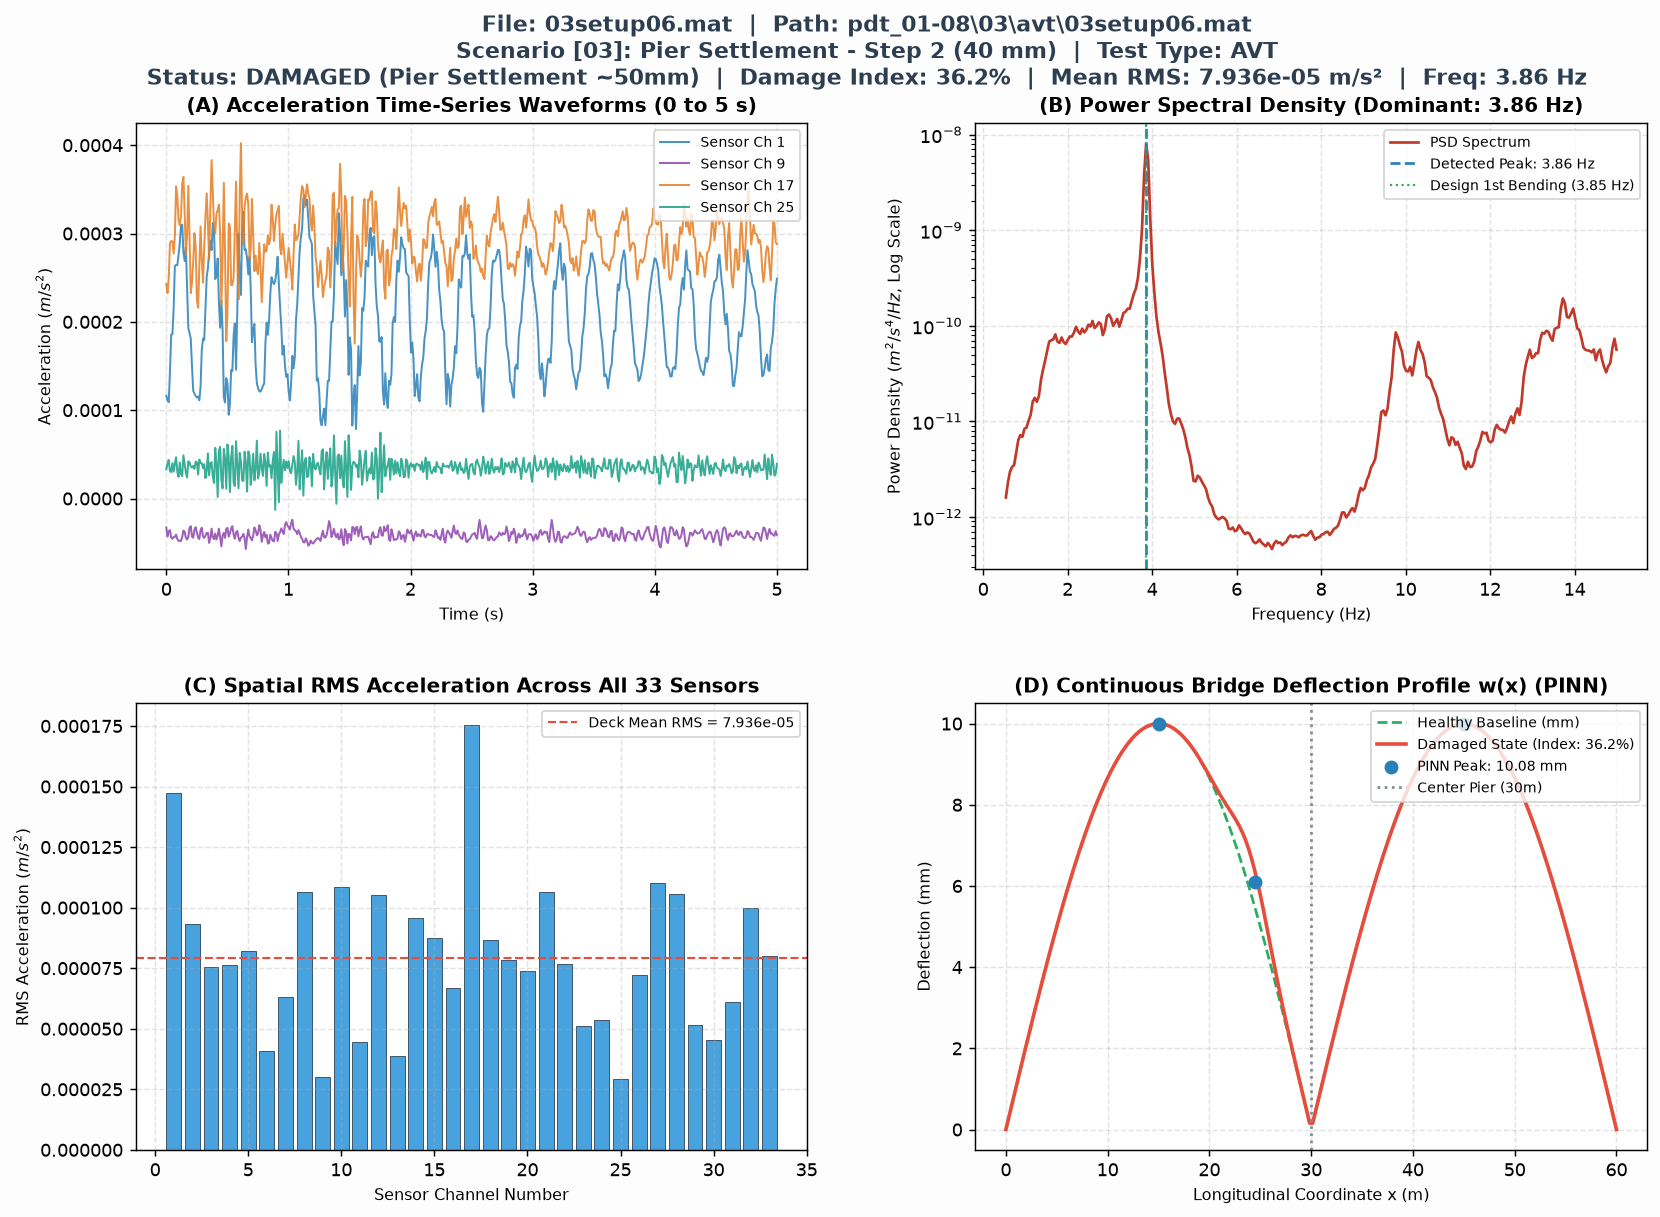 File: 03setup06.mat | Path: pdt_01-08\03\avt\03setup06.mat
Scenario [03]: Pier Settlement - Step 2 (40 mm) | Test Type: AVT
Status: DAMAGED (Pier Settlement ~50mm) | Damage Index: 36.2% | Mean RMS: 7.936e-05 m/s² | Freq: 3.86 Hz
(A) Acceleration Time-Series Waveforms (0 to 5 s)
Acceleration (m/s²)
0.0004
0.0003
0.0002
0.0001
0.0000
Sensor Ch 1
Sensor Ch 9
Sensor Ch 17
Sensor Ch 25
0 1 2 3 4 5
Time (s)
(B) Power Spectral Density (Dominant: 3.86 Hz)
Power Density (m²/s⁴/Hz, Log Scale)
10⁻⁸
10⁻⁹
10⁻¹⁰
10⁻¹¹
10⁻¹²
PSD Spectrum
Detected Peak: 3.86 Hz
Design 1st Bending (3.85 Hz)
0 2 4 6 8 10 12 14
Frequency (Hz)
(C) Spatial RMS Acceleration Across All 33 Sensors
RMS Acceleration (m/s²)
0.000175
0.000150
0.000125
0.000100
0.000075
0.000050
0.000025
0.000000
Deck Mean RMS = 7.936e-05
0 5 10 15 20 25 30 35
Sensor Channel Number
(D) Continuous Bridge Deflection Profile w(x) (PINN)
Deflection (mm)
10
8
6
4
2
0
Healthy Baseline (mm)
Damaged State (Index: 36.2%)
PINN Peak: 10.08 mm
Center Pier (30m)
0 10 20 30 40 50 60
Longitudinal Coordinate x (m)